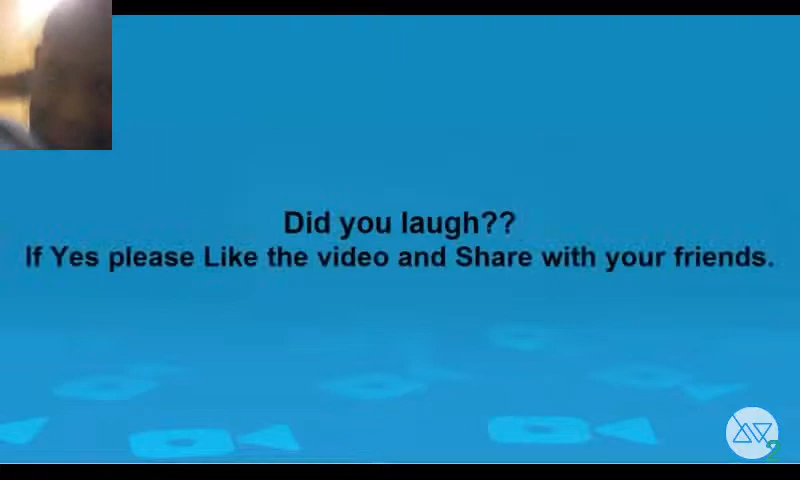 Did you laugh??
If Yes please Like the video and Share with your friends.